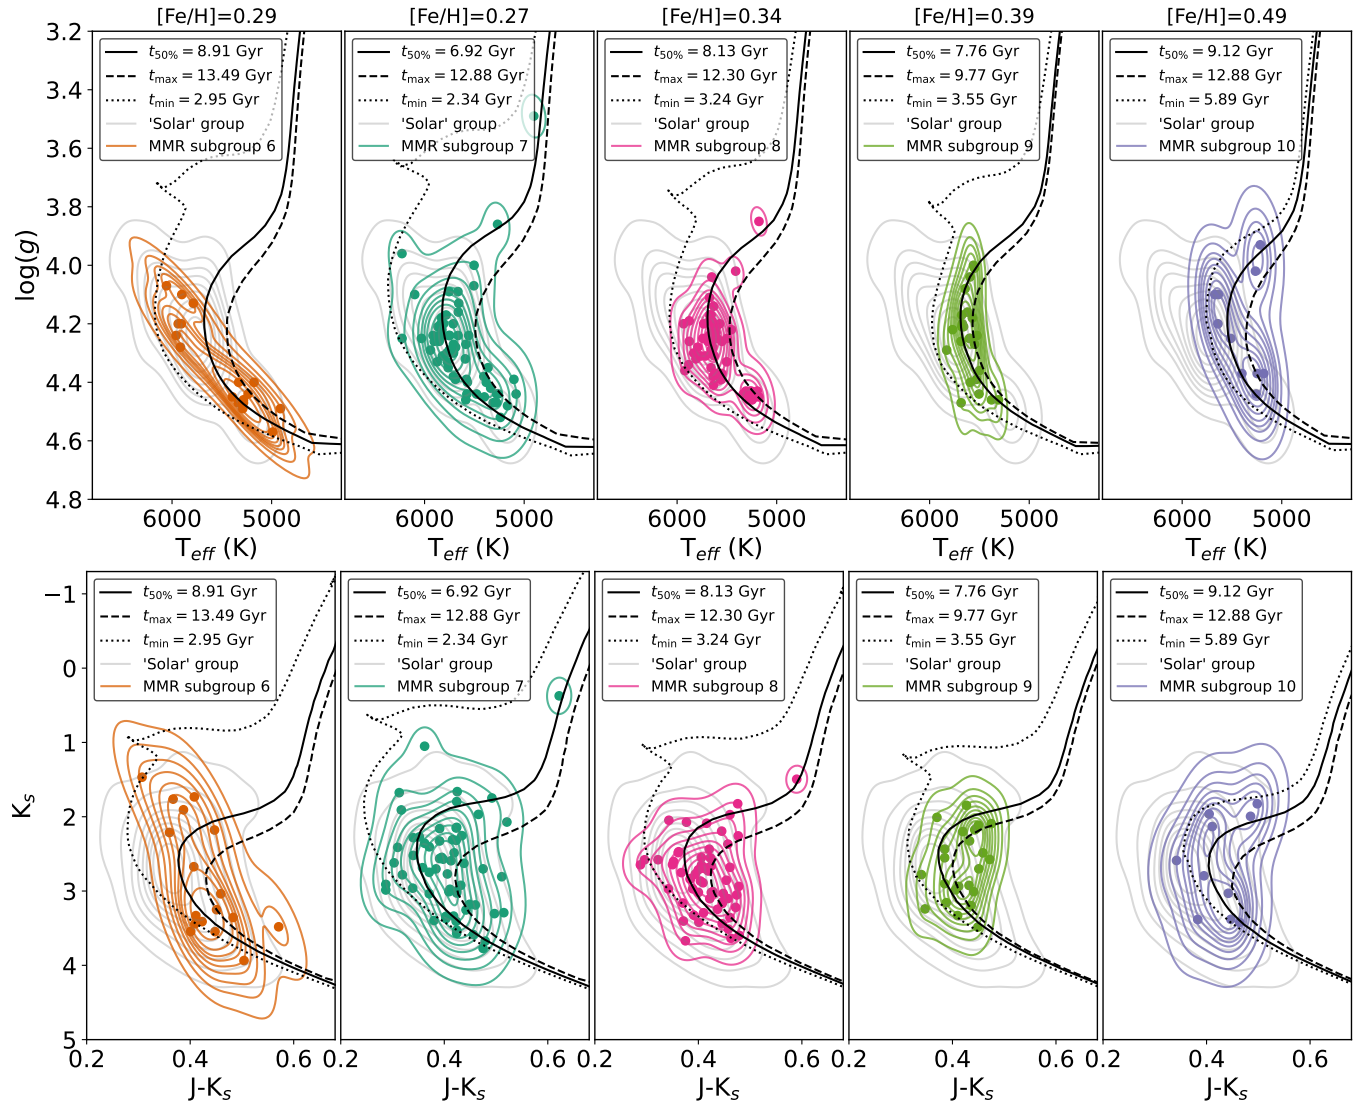 [Fe/H]=0.29
[Fe/H]=0.27
[Fe/H]=0.34
[Fe/H]=0.39
[Fe/H]=0.49
3.2
3.4
3.6
3.8
4.0
4.2
4.4
4.6
4.8
log(g)
t50% = 8.91 Gyr
tmax = 13.49 Gyr
tmin = 2.95 Gyr
'Solar' group
MMR subgroup 6
t50% = 6.92 Gyr
tmax = 12.88 Gyr
tmin = 2.34 Gyr
'Solar' group
MMR subgroup 7
t50% = 8.13 Gyr
tmax = 12.30 Gyr
tmin = 3.24 Gyr
'Solar' group
MMR subgroup 8
t50% = 7.76 Gyr
tmax = 9.77 Gyr
tmin = 3.55 Gyr
'Solar' group
MMR subgroup 9
t50% = 9.12 Gyr
tmax = 12.88 Gyr
tmin = 5.89 Gyr
'Solar' group
MMR subgroup 10
6000 5000
6000 5000
6000 5000
6000 5000
6000 5000
Teff (K)
Teff (K)
Teff (K)
Teff (K)
Teff (K)
−1
0
1
2
3
4
5
Ks
t50% = 8.91 Gyr
tmax = 13.49 Gyr
tmin = 2.95 Gyr
'Solar' group
MMR subgroup 6
t50% = 6.92 Gyr
tmax = 12.88 Gyr
tmin = 2.34 Gyr
'Solar' group
MMR subgroup 7
t50% = 8.13 Gyr
tmax = 12.30 Gyr
tmin = 3.24 Gyr
'Solar' group
MMR subgroup 8
t50% = 7.76 Gyr
tmax = 9.77 Gyr
tmin = 3.55 Gyr
'Solar' group
MMR subgroup 9
t50% = 9.12 Gyr
tmax = 12.88 Gyr
tmin = 5.89 Gyr
'Solar' group
MMR subgroup 10
0.2 0.4 0.6
0.2 0.4 0.6
0.2 0.4 0.6
0.2 0.4 0.6
0.2 0.4 0.6
J-Ks
J-Ks
J-Ks
J-Ks
J-Ks